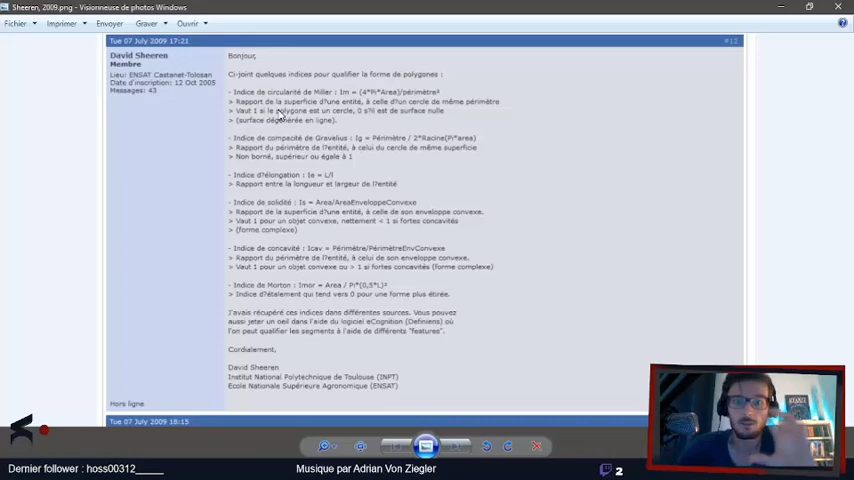 Sheeren, 2009.png - Visionneuse de photos Windows
Fichier Imprimer Envoyer Graver Ouvrir
Tue 07 July 2009 17:21 #12
David Sheeren
Membre
Lieu: ENSAT Castanet-Tolosan
Date d'inscription: 12 Oct 2005
Messages: 43
Bonjour,
Ci-joint quelques indices pour qualifier la forme de polygones :
- Indice de circularité de Miller : Im = (4*Pi*Area)/périmètre²
> Rapport de la superficie d?une entité, à celle d'un cercle de même périmètre
> Vaut 1 si le polygone est un cercle, 0 s?il est de surface nulle
> (surface dégénérée en ligne).
- Indice de compacité de Gravelius : Ig = Périmètre / 2*Racine(Pi*area)
> Rapport du périmètre de l?entité, à celui du cercle de même superficie
> Non borné, supérieur ou égale à 1
- Indice d?élongation : Ie = L/l
> Rapport entre la longueur et largeur de l?entité
- Indice de solidité : Is = Area/AreaEnveloppeConvexe
> Rapport de la superficie d?une entité, à celle de son enveloppe convexe.
> Vaut 1 pour un objet convexe, nettement < 1 si fortes concavités
> (forme complexe)
- Indice de concavité : Icav = Périmètre/PérimètreEnvConvexe
> Rapport du périmètre de l?entité, à celui de son enveloppe convexe.
> Vaut 1 pour un objet convexe ou > 1 si fortes concavités (forme complexe)
- Indice de Morton : Imor = Area / Pi*(0,5*L)²
> Indice d?étalement qui tend vers 0 pour une forme plus étirée.
J'avais récupéré ces indices dans différentes sources. Vous pouvez
aussi jeter un oeil dans l'aide du logiciel eCognition (Definiens) où
l'on peut qualifier les segments à l'aide de différents "features".
Cordialement,
David Sheeren
Institut National Polytechnique de Toulouse (INPT)
Ecole Nationale Supérieure Agronomique (ENSAT)
Hors ligne
Tue 07 July 2009 18:15
Dernier follower : hoss00312_____ Musique par Adrian Von Ziegler 2